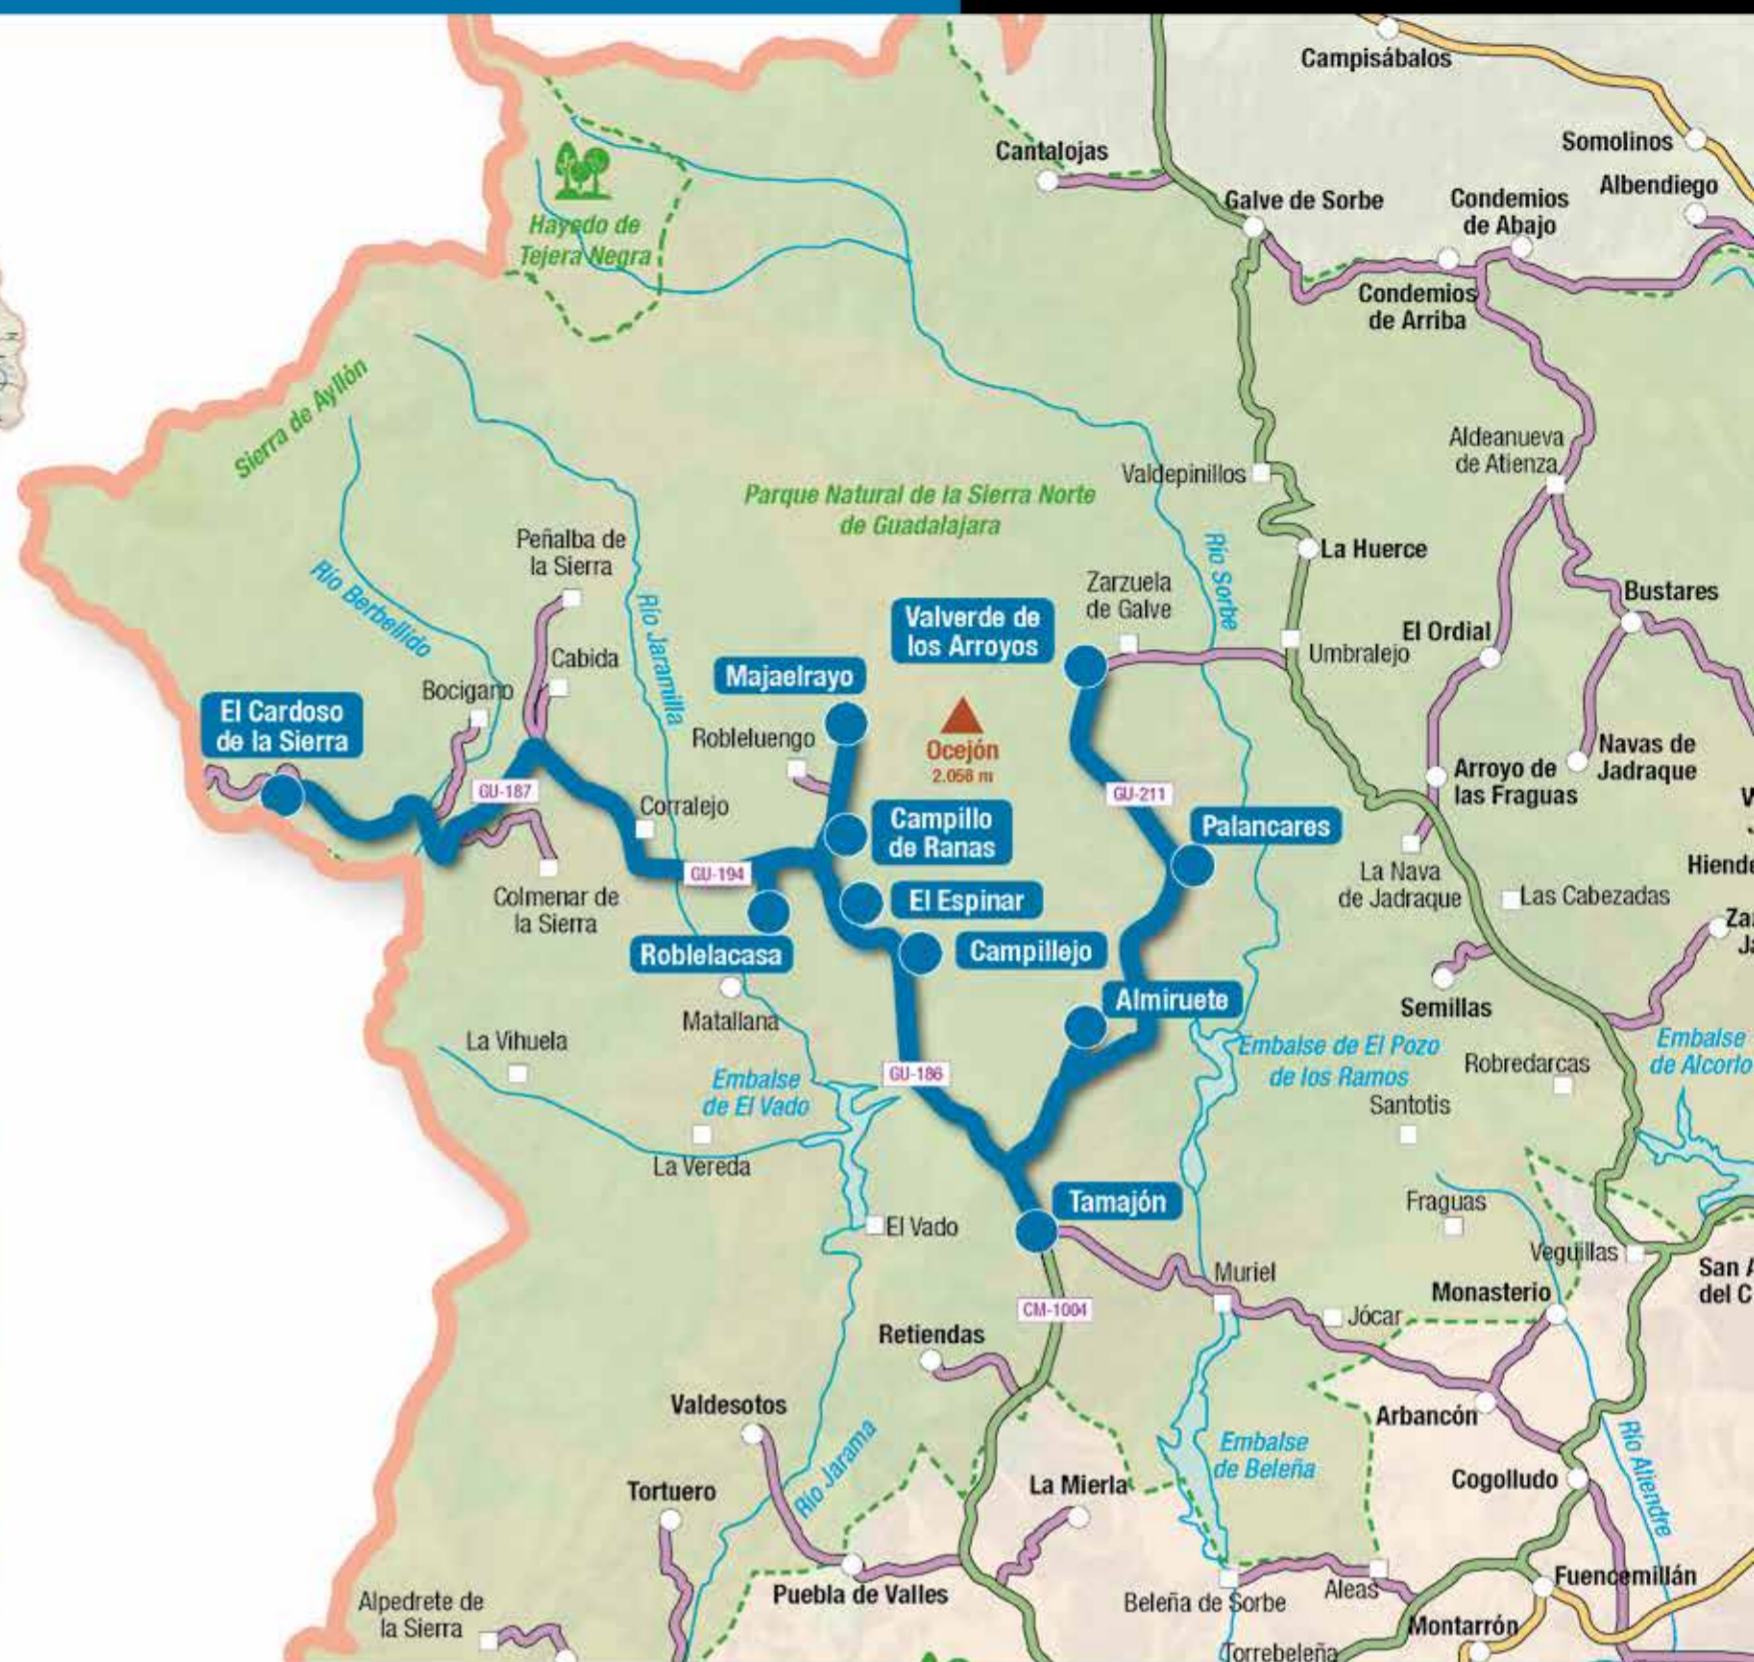 Campisábalos
Somolinos
Cantalojas
Albendiego
Galve de Sorbe
Condemios
de Abajo
Hayedo de
Tejera Negra
Condemios
de Arriba
Sierra de Ayllón
Aldeanueva
de Atienza
Valdepinillos
Parque Natural de la Sierra Norte
de Guadalajara
Peñalba de
la Sierra
La Huerce
Río Sorbe
Río Berbellido
Río Jaramilla
Zarzuela
de Galve
Bustares
Valverde de
los Arroyos
El Ordial
Umbralejo
Cabida
Majaelrayo
Bocigano
El Cardoso
de la Sierra
Robleluengo
Ocejón
2.058 m
Navas de
Jadraque
Arroyo de
las Fraguas
GU-187
GU-211
Corralejo
Campillo
de Ranas
Palancares
Hiende
La Nava
de Jadraque
GU-194
Las Cabezadas
Colmenar de
la Sierra
El Espinar
Za
Ja
Roblelacasa
Campillejo
Almiruete
Semillas
Matallana
La Vihuela
Embalse de El Pozo
de los Ramos
Embalse
de Alcorlo
Robredarcas
GU-186
Embalse
de El Vado
Santotis
La Vereda
Tamajón
Fraguas
El Vado
Veguillas
San A
del C
Muriel
Monasterio
CM-1004
Jócar
Retiendas
Valdesotos
Arbancón
Río Jarama
Embalse
de Beleña
Río Aliendre
Cogolludo
La Mierla
Tortuero
Puebla de Valles
Fuencemillán
Aleas
Beleña de Sorbe
Alpedrete de
la Sierra
Montarrón
Torrebeleña